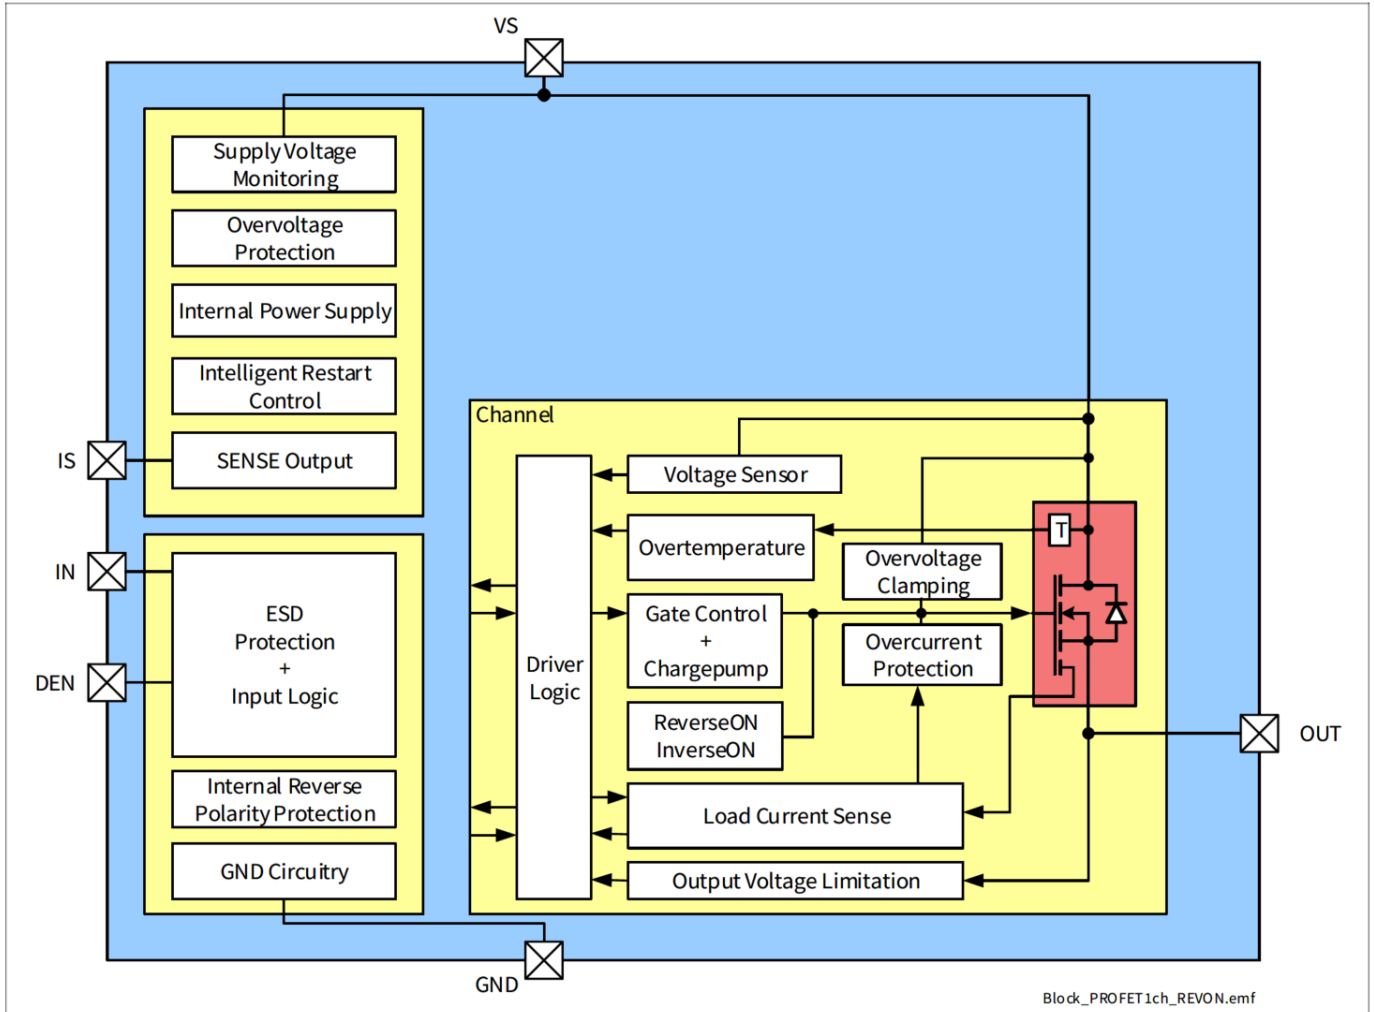 VS
Supply Voltage
Monitoring
Overvoltage
Protection
Internal Power Supply
Intelligent Restart
Control
IS
SENSE Output
IN
DEN
ESD
Protection
+
Input Logic
Internal Reverse
Polarity Protection
GND Circuitry
GND
Channel
Driver
Logic
Voltage Sensor
Overtemperature
T
Overvoltage
Clamping
Gate Control
+
Chargepump
Overcurrent
Protection
ReverseON
InverseON
Load Current Sense
Output Voltage Limitation
OUT
Block_PROFET1ch_REVON.emf